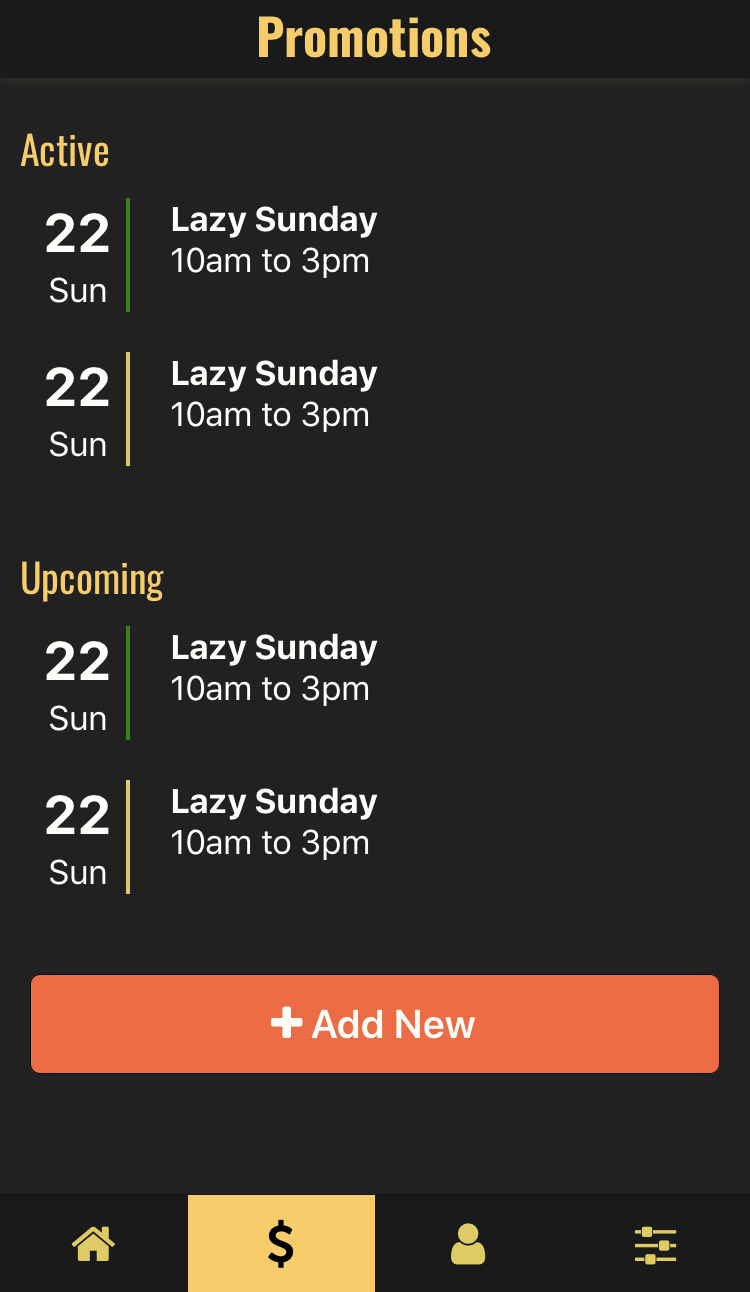 Promotions
Active
22
Sun
Lazy Sunday
10am to 3pm
22
Sun
Lazy Sunday
10am to 3pm
Upcoming
22
Sun
Lazy Sunday
10am to 3pm
22
Sun
Lazy Sunday
10am to 3pm
Add New
$